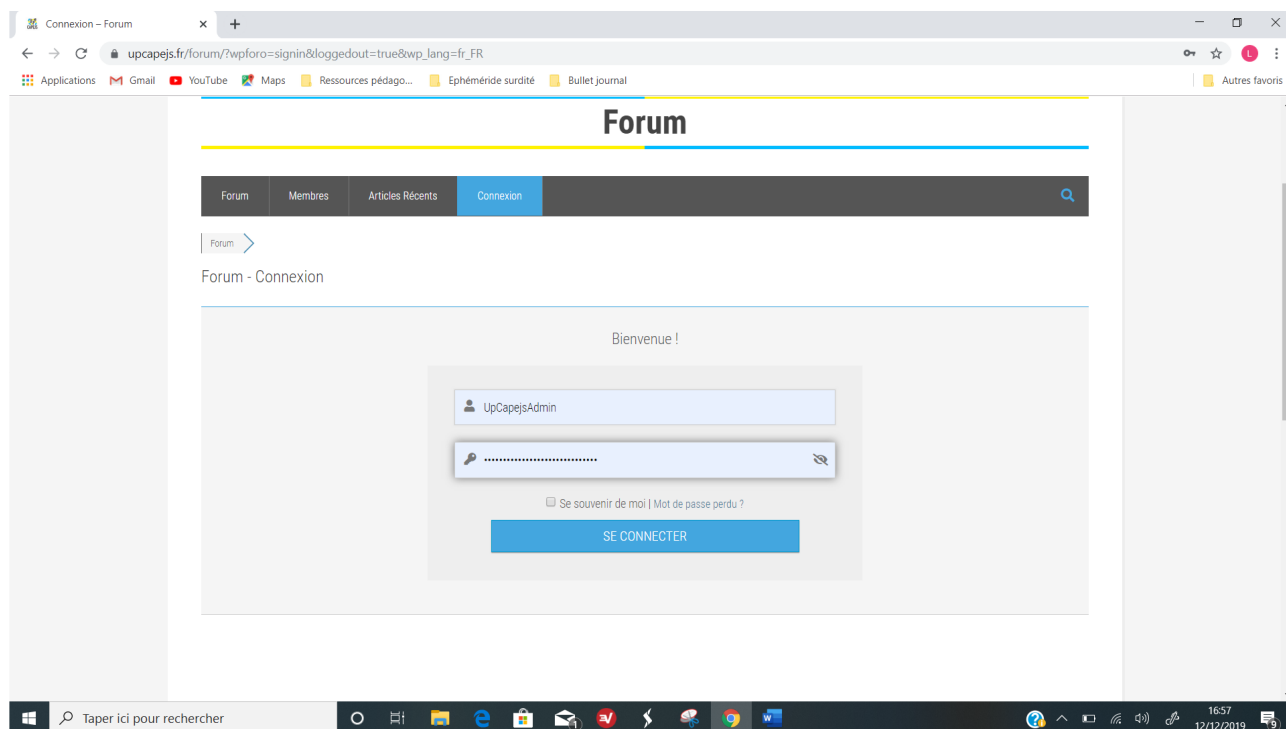 Connexion – Forum
upcapejs.fr/forum/?wpforo=signin&loggedout=true&wp_lang=fr_FR
L
Applications Gmail YouTube Maps Ressources pédago... Ephéméride surdité Bullet journal Autres favoris
Forum
Forum Membres Articles Récents Connexion
Forum
Forum - Connexion
Bienvenue !
UpCapejsAdmin
••••••••••••••••••••••••••••••
Se souvenir de moi | Mot de passe perdu ?
SE CONNECTER
Taper ici pour rechercher
16:57
12/12/2019